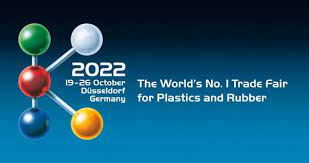 2022
19-26 October
Düsseldorf
Germany
The World's No. 1 Trade Fair
for Plastics and Rubber